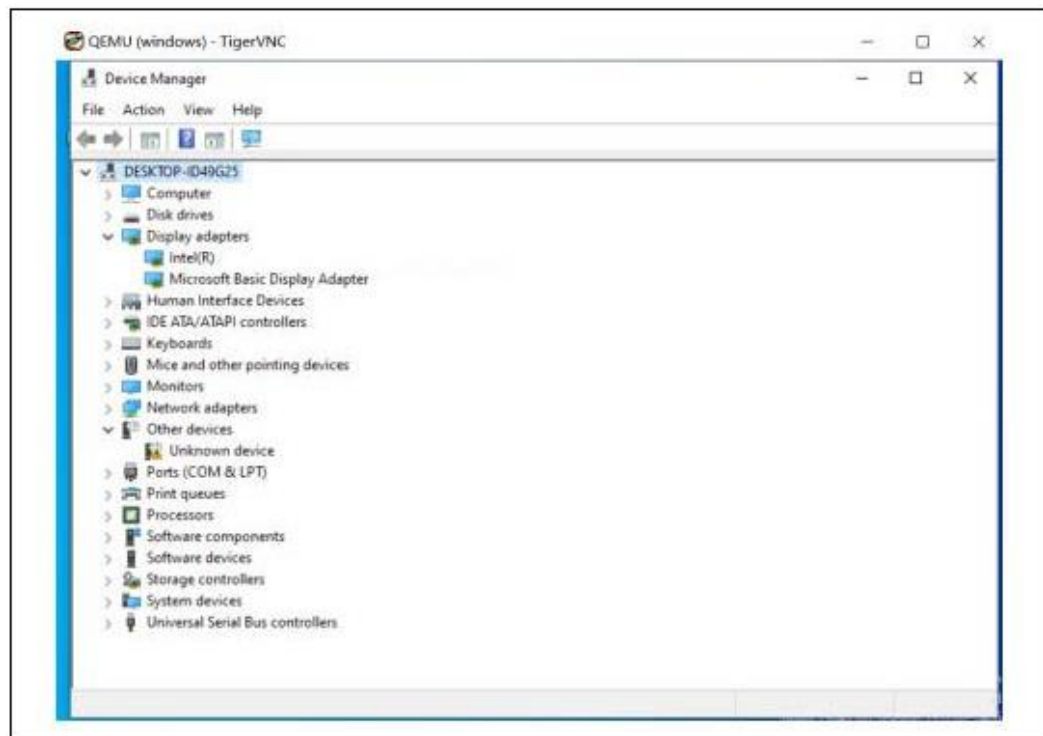 QEMU (windows) - TigerVNC
Device Manager
File Action View Help
DESKTOP-ID49G25
Computer
Disk drives
Display adapters
Intel(R)
Microsoft Basic Display Adapter
Human Interface Devices
IDE ATA/ATAPI controllers
Keyboards
Mice and other pointing devices
Monitors
Network adapters
Other devices
Unknown device
Ports (COM & LPT)
Print queues
Processors
Software components
Software devices
Storage controllers
System devices
Universal Serial Bus controllers